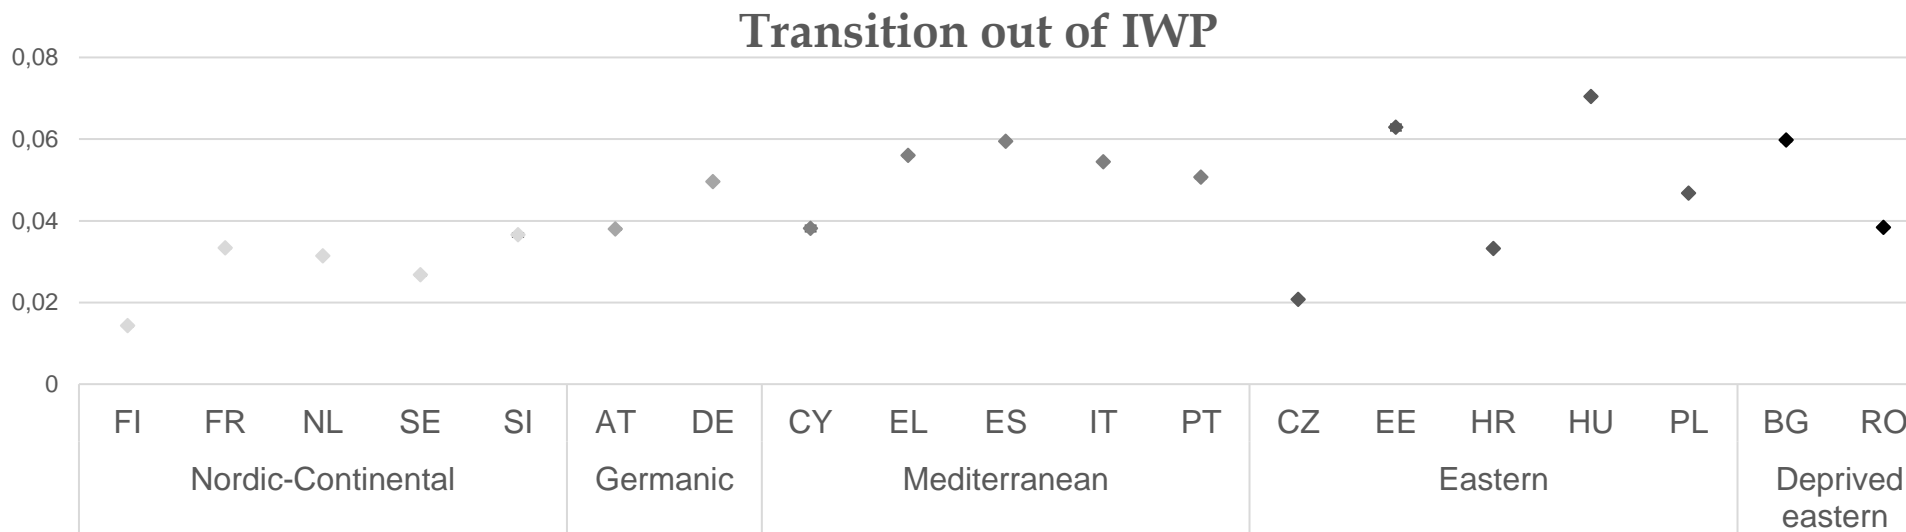 Transition out of IWP
0,08
0,06
0,04
0,02
0
FI FR NL SE SI AT DE CY EL ES IT PT CZ EE HR HU PL BG RO
Nordic-Continental Germanic Mediterranean Eastern Deprived
eastern